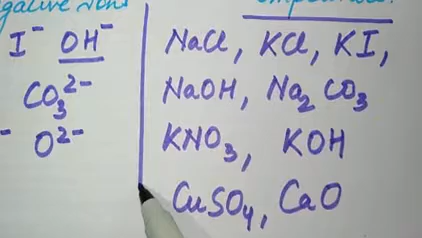 I⁻ OH⁻ NaCl, KCl, KI,
CO₃²⁻ NaOH, Na₂CO₃
O²⁻ KNO₃, KOH
CuSO₄, CaO